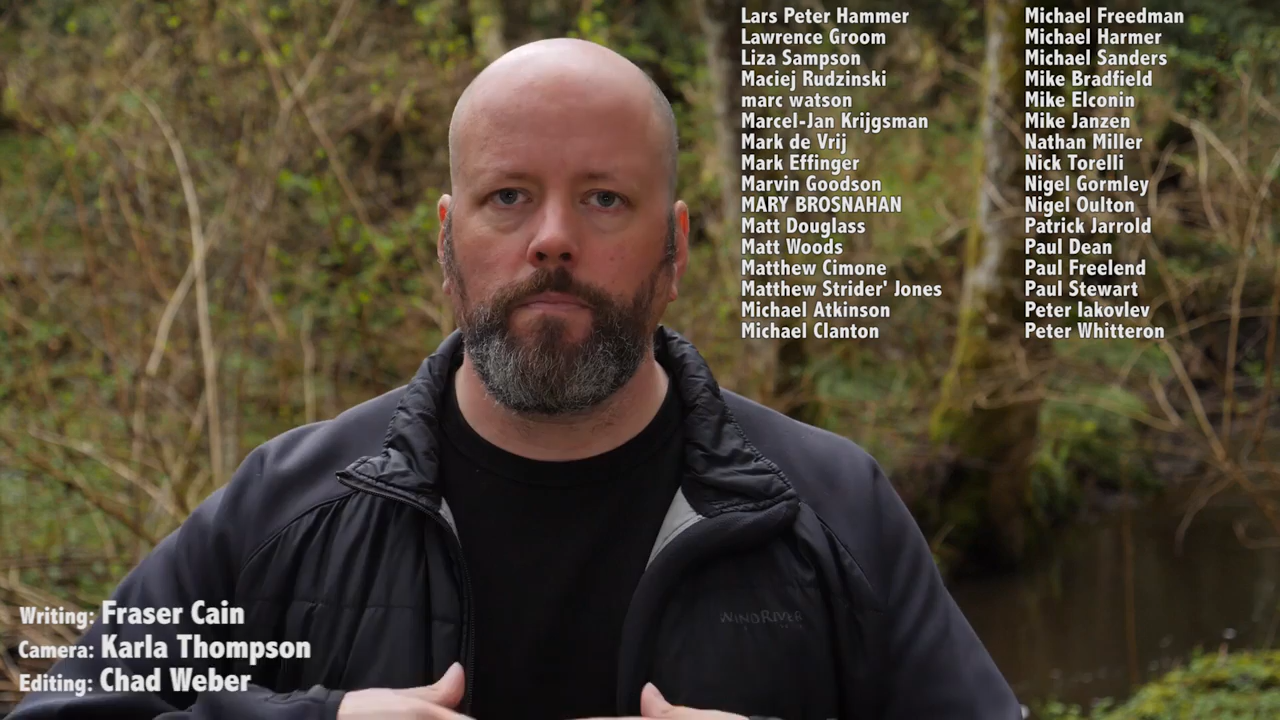 Lars Peter Hammer
Lawrence Groom
Liza Sampson
Maciej Rudzinski
marc watson
Marcel-Jan Krijgsman
Mark de Vrij
Mark Effinger
Marvin Goodson
MARY BROSNAHAN
Matt Douglass
Matt Woods
Matthew Cimone
Matthew Strider' Jones
Michael Atkinson
Michael Clanton
Michael Freedman
Michael Harmer
Michael Sanders
Mike Bradfield
Mike Elconin
Mike Janzen
Nathan Miller
Nick Torelli
Nigel Gormley
Nigel Oulton
Patrick Jarrold
Paul Dean
Paul Freelend
Paul Stewart
Peter Iakovlev
Peter Whitteron
WINDRIVER
Writing: Fraser Cain
Camera: Karla Thompson
Editing: Chad Weber